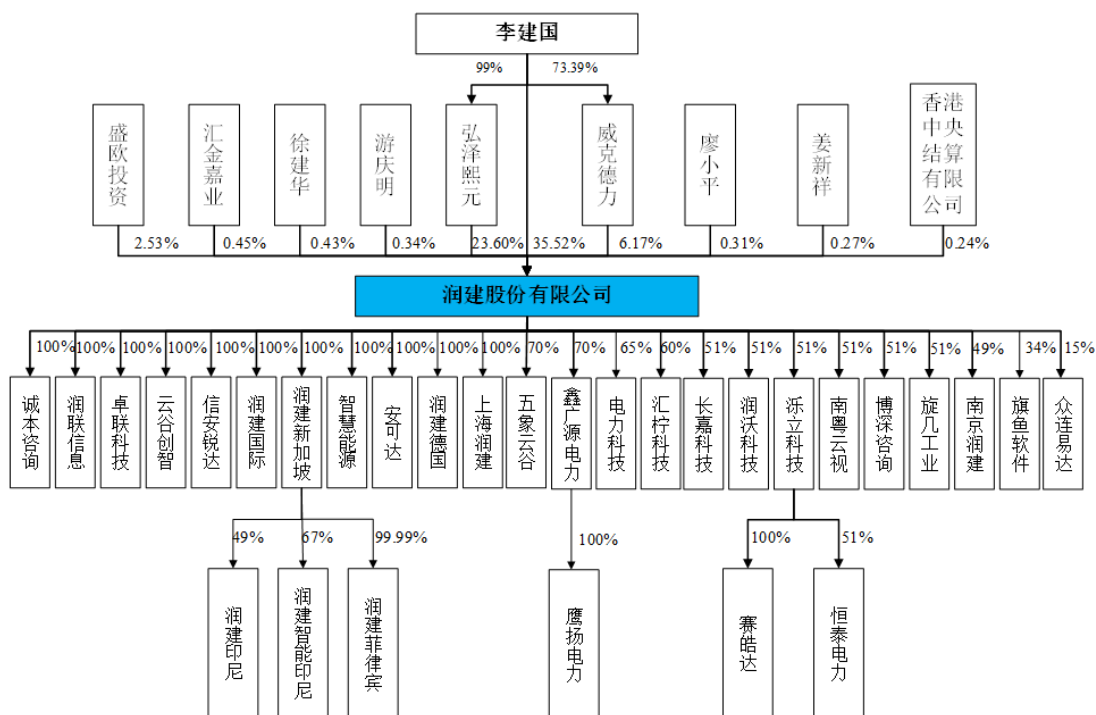 李建国
99%
73.39%
盛欧投资
汇金嘉业
徐建华
游庆明
弘泽熙元
威克德力
廖小平
姜新祥
香港中央结算有限公司
2.53%
0.45%
0.43%
0.34%
23.60%
35.52%
6.17%
0.31%
0.27%
0.24%
润建股份有限公司
100%
100%
100%
100%
100%
100%
100%
100%
100%
100%
100%
70%
70%
65%
60%
51%
51%
51%
51%
51%
51%
49%
34%
15%
诚本咨询
润联信息
卓联科技
云谷创智
信安锐达
润建国际
润建新加坡
智慧能源
安可达
润建德国
上海润建
五象云谷
鑫广源电力
电力科技
汇柠科技
长嘉科技
润沃科技
泺立科技
南粤云视
博深咨询
旋几工业
南京润建
旗鱼软件
众连易达
49%
67%
99.99%
100%
100%
51%
润建印尼
润建智能印尼
润建菲律宾
鹰扬电力
赛皓达
恒泰电力